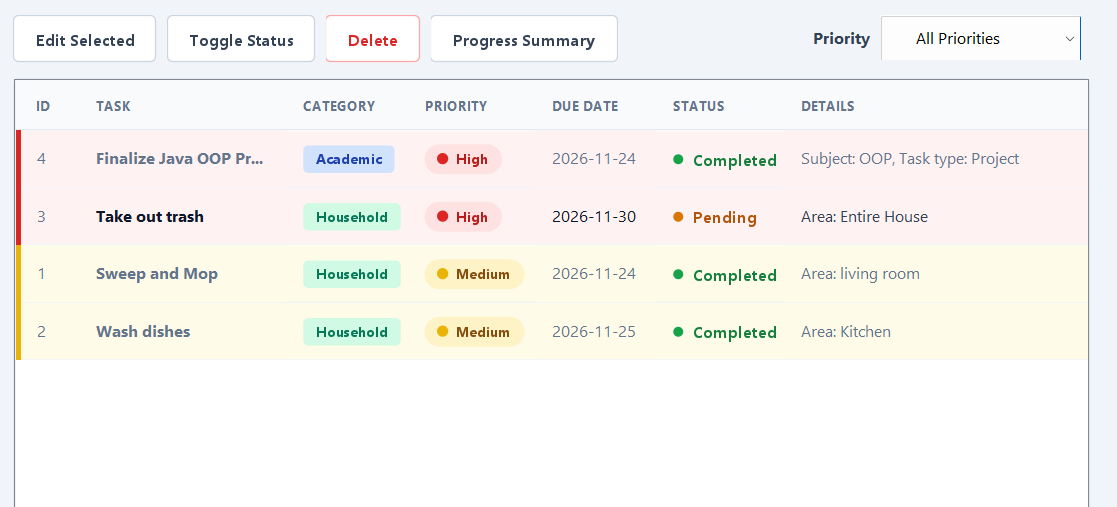 Edit Selected Toggle Status Delete Progress Summary Priority All Priorities
ID TASK CATEGORY PRIORITY DUE DATE STATUS DETAILS
4 Finalize Java OOP Pr... Academic High 2026-11-24 Completed Subject: OOP, Task type: Project
3 Take out trash Household High 2026-11-30 Pending Area: Entire House
1 Sweep and Mop Household Medium 2026-11-24 Completed Area: living room
2 Wash dishes Household Medium 2026-11-25 Completed Area: Kitchen